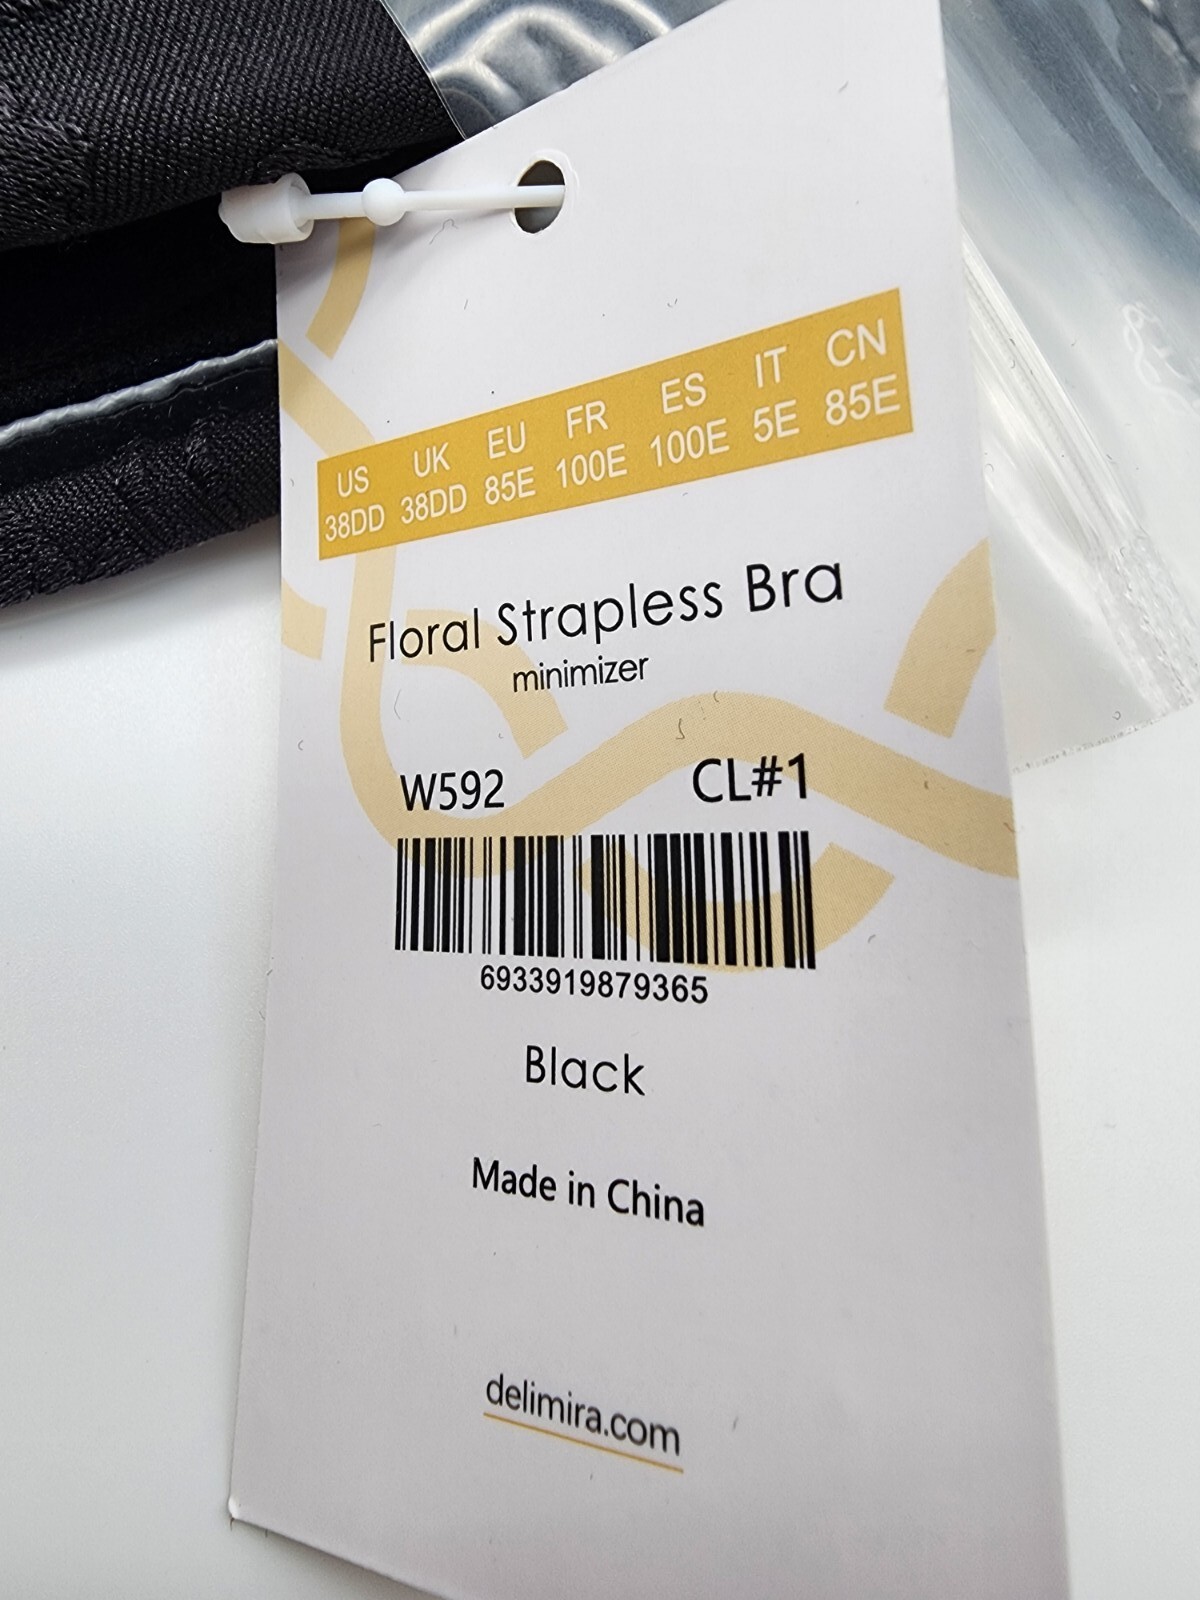 US UK EU FR ES IT CN
38DD 38DD 85E 100E 100E 5E 85E
Floral Strapless Bra
minimizer
W592 CL#1
6933919879365
Black
Made in China
delimira.com